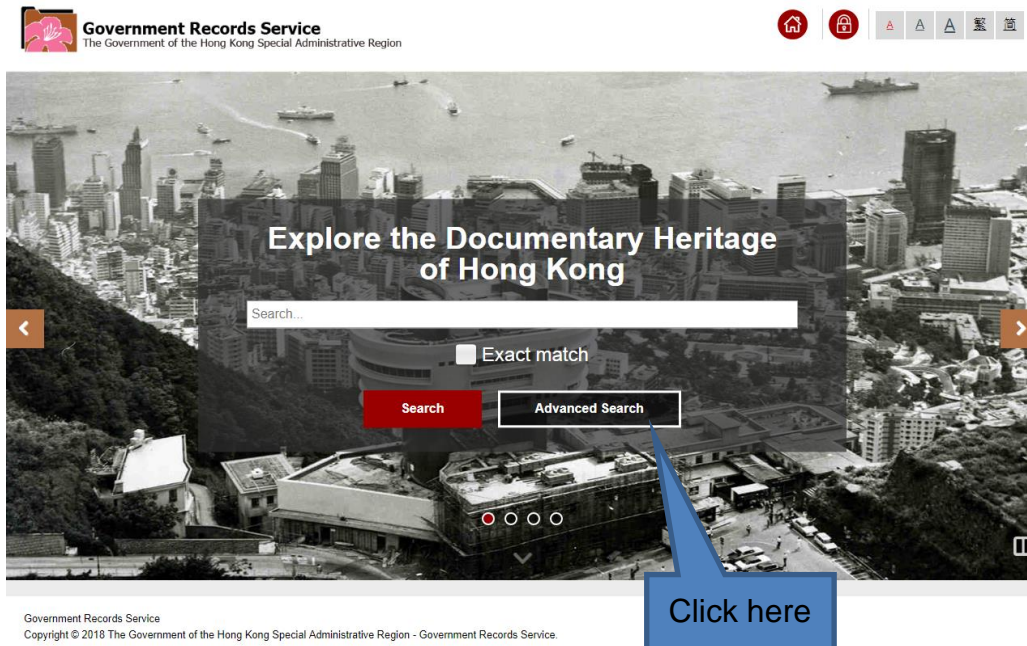 Government Records Service
The Government of the Hong Kong Special Administrative Region
A A A 繁 简
Explore the Documentary Heritage
of Hong Kong
Search...
Exact match
Search Advanced Search
Click here
Government Records Service
Copyright © 2018 The Government of the Hong Kong Special Administrative Region - Government Records Service.